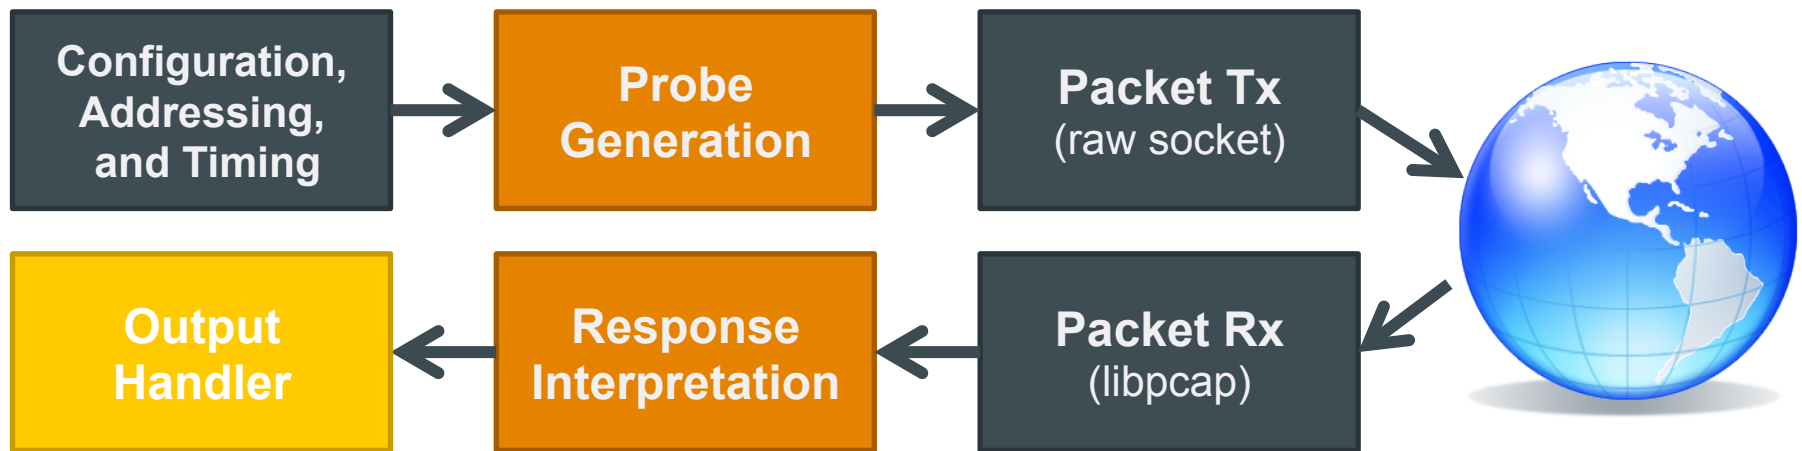 Configuration,
Addressing,
and Timing
Probe
Generation
Packet Tx
(raw socket)
Output
Handler
Response
Interpretation
Packet Rx
(libpcap)